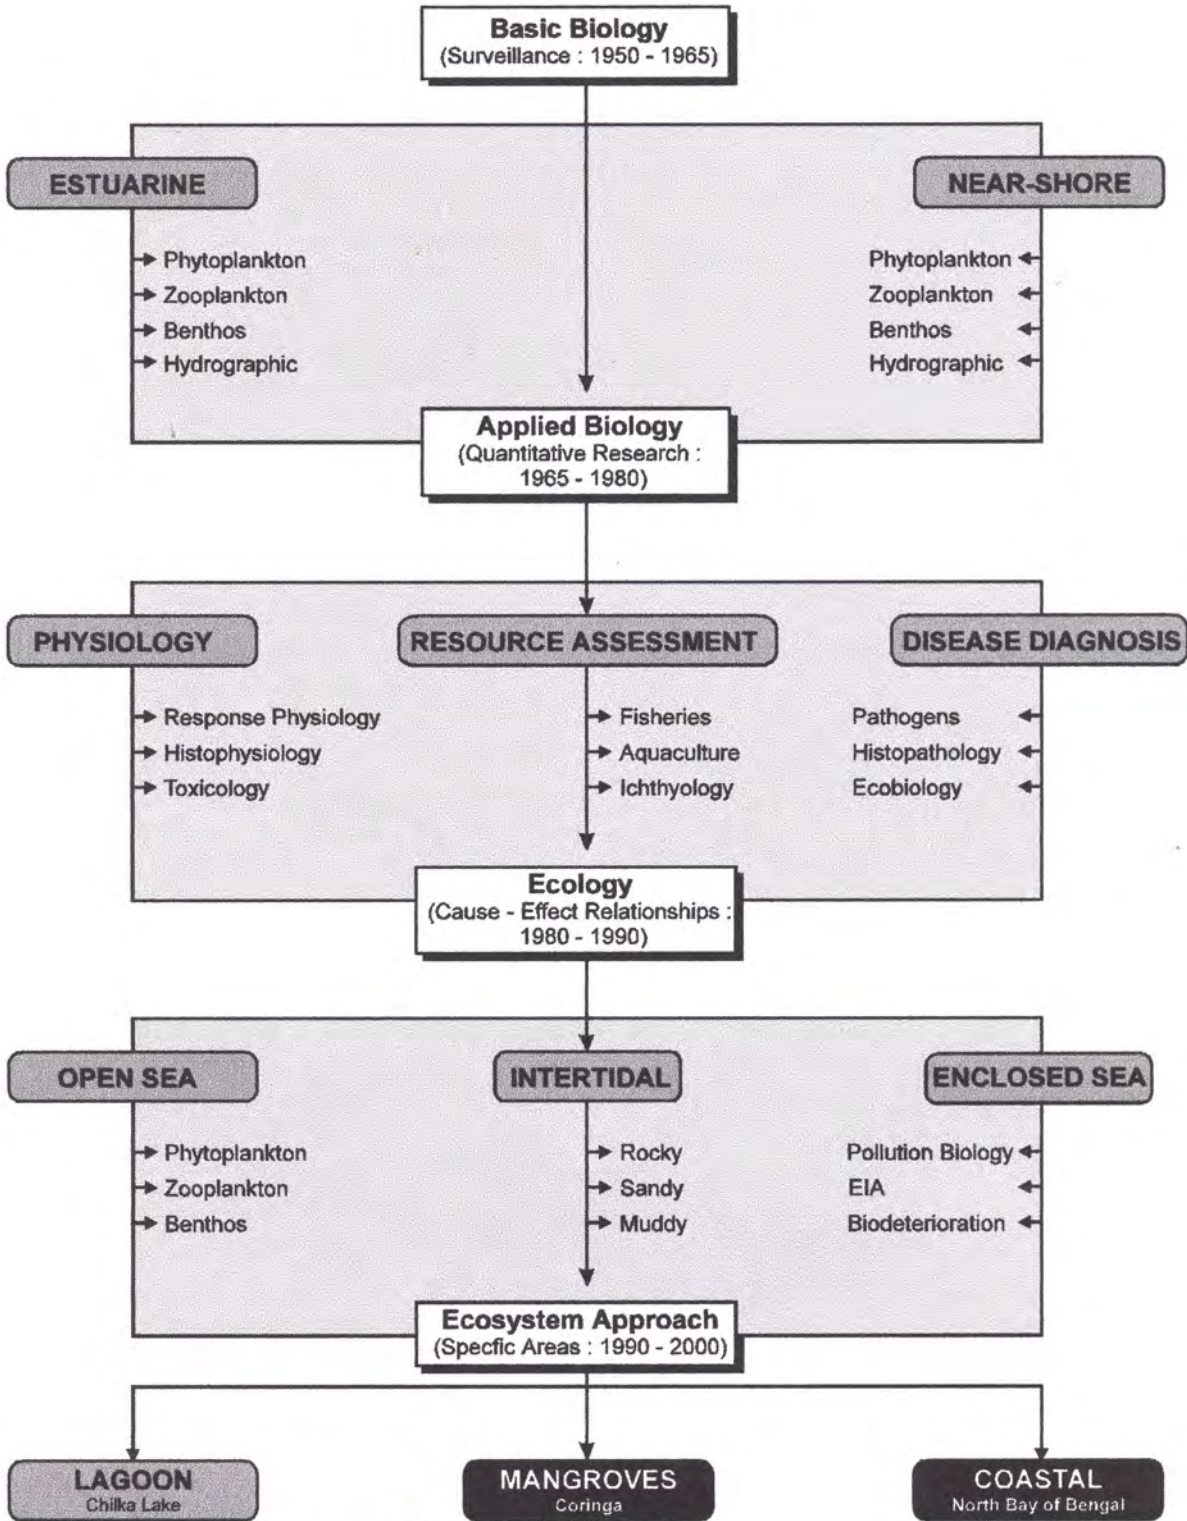 Basic Biology
(Surveillance : 1950 - 1965)
ESTUARINE
Phytoplankton
Zooplankton
Benthos
Hydrographic
NEAR-SHORE
Phytoplankton
Zooplankton
Benthos
Hydrographic
Applied Biology
(Quantitative Research :
1965 - 1980)
PHYSIOLOGY
Response Physiology
Histophysiology
Toxicology
RESOURCE ASSESSMENT
Fisheries
Aquaculture
Ichthyology
DISEASE DIAGNOSIS
Pathogens
Histopathology
Ecobiology
Ecology
(Cause - Effect Relationships :
1980 - 1990)
OPEN SEA
Phytoplankton
Zooplankton
Benthos
INTERTIDAL
Rocky
Sandy
Muddy
ENCLOSED SEA
Pollution Biology
EIA
Biodeterioration
Ecosystem Approach
(Specfic Areas : 1990 - 2000)
LAGOON
Chilka Lake
MANGROVES
Coringa
COASTAL
North Bay of Bengal